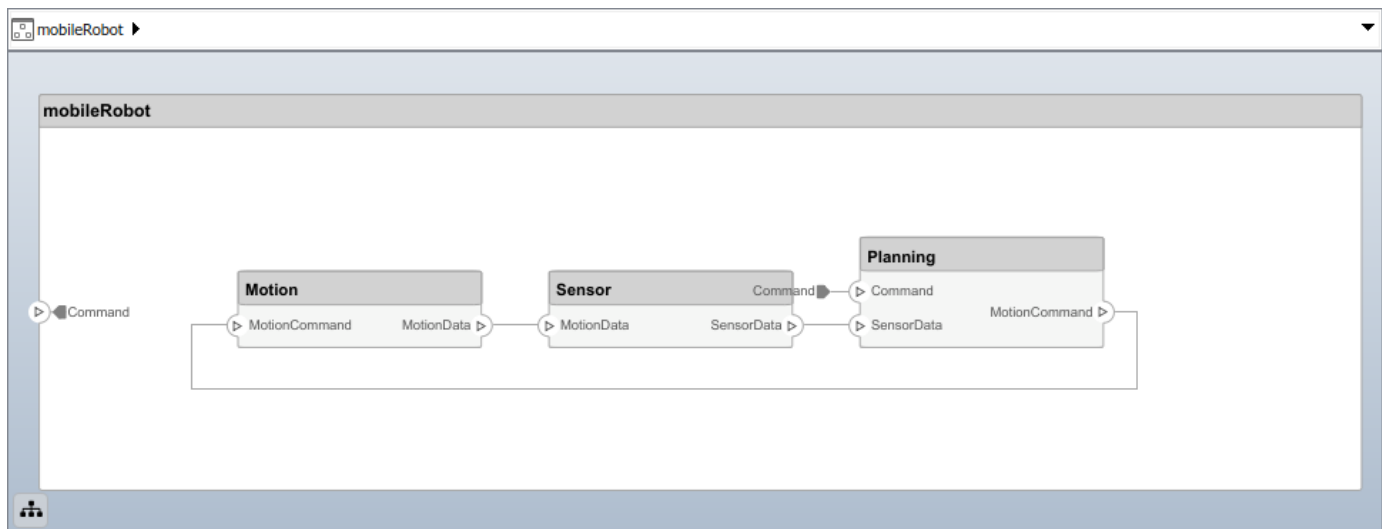 mobileRobot
mobileRobot
Planning
Motion
Sensor
Command
Command
Command
MotionCommand
MotionCommand
MotionData
MotionData
SensorData
SensorData